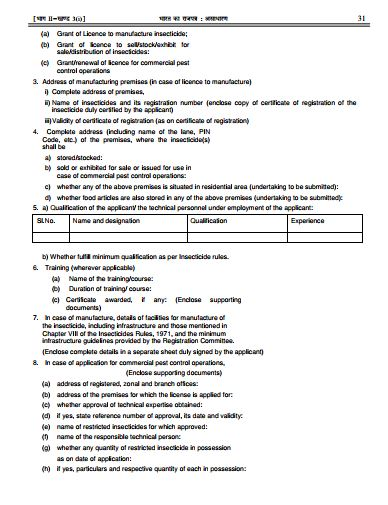 [भाग II—खण्ड 3(i)] भारत का राजपत्र : असाधारण 31
(a) Grant of Licence to manufacture insecticide;
(b) Grant of licence to sell/stock/exhibit for
sale/distribution of insecticides:
(c) Grant/renewal of licence for commercial pest
control operations
3. Address of manufacturing premises (in case of licence to manufacture)
i) Complete address of premises,
ii) Name of insecticides and its registration number (enclose copy of certificate of registration of the
insecticide duly certified by the applicant)
iii)Validity of certificate of registration (as on certificate of registration)
4. Complete address (including name of the lane, PIN
Code, etc.) of the premises, where the insecticide(s)
shall be
a) stored/stocked:
b) sold or exhibited for sale or issued for use in
case of commercial pest control operations:
c) whether any of the above premises is situated in residential area (undertaking to be submitted):
d) whether food articles are also stored in any of the above premises (undertaking to be submitted):
5. a) Qualification of the applicant/ the technical personnel under employment of the applicant:
Sl.No. Name and designation Qualification Experience
b) Whether fulfill minimum qualification as per Insecticide rules.
6. Training (wherever applicable)
(a) Name of the training/course:
(b) Duration of training/ course:
(c) Certificate awarded, if any: (Enclose supporting
documents)
7. In case of manufacture, details of facilities for manufacture of
the insecticide, including infrastructure and those mentioned in
Chapter VIII of the Insecticides Rules, 1971, and the minimum
infrastructure guidelines provided by the Registration Committee.
(Enclose complete details in a separate sheet duly signed by the applicant)
8. In case of application for commercial pest control operations,
(Enclose supporting documents)
(a) address of registered, zonal and branch offices:
(b) address of the premises for which the license is applied for:
(c) whether approval of technical expertise obtained:
(d) if yes, state reference number of approval, its date and validity:
(e) name of restricted insecticides for which approved:
(f) name of the responsible technical person:
(g) whether any quantity of restricted insecticide in possession
as on date of application:
(h) if yes, particulars and respective quantity of each in possession: